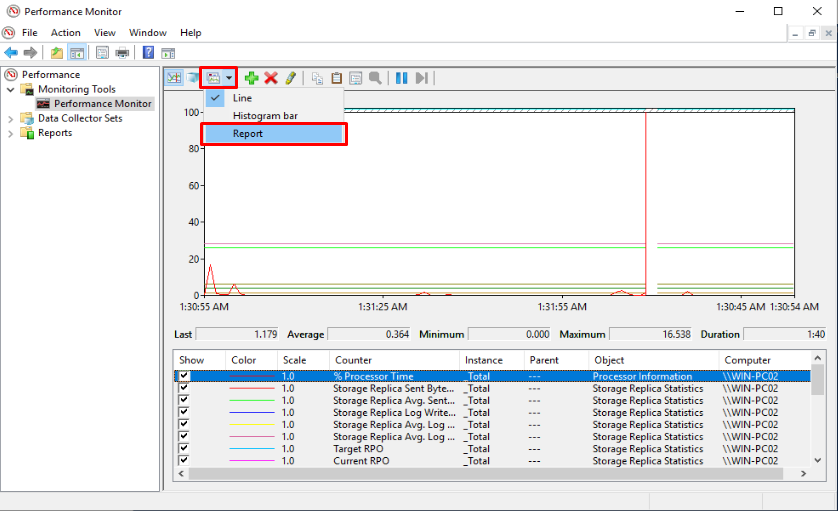 Performance Monitor
File Action View Window Help
Performance
Monitoring Tools
Performance Monitor
Data Collector Sets
Reports
Line
Histogram bar
Report
100
80
60
40
20
0
1:30:55 AM 1:31:25 AM 1:31:55 AM 1:30:45 AM 1:30:54 AM
Last 1.179 Average 0.364 Minimum 0.000 Maximum 16.538 Duration 1:40
Show Color Scale Counter Instance Parent Object Computer
1.0 % Processor Time _Total --- Processor Information \\WIN-PC02
1.0 Storage Replica Sent Byte... _Total --- Storage Replica Statistics \\WIN-PC02
1.0 Storage Replica Avg. Sent... _Total --- Storage Replica Statistics \\WIN-PC02
1.0 Storage Replica Log Write... _Total --- Storage Replica Statistics \\WIN-PC02
1.0 Storage Replica Avg. Log ... _Total --- Storage Replica Statistics \\WIN-PC02
1.0 Storage Replica Avg. Log ... _Total --- Storage Replica Statistics \\WIN-PC02
1.0 Target RPO _Total --- Storage Replica Statistics \\WIN-PC02
1.0 Current RPO _Total --- Storage Replica Statistics \\WIN-PC02